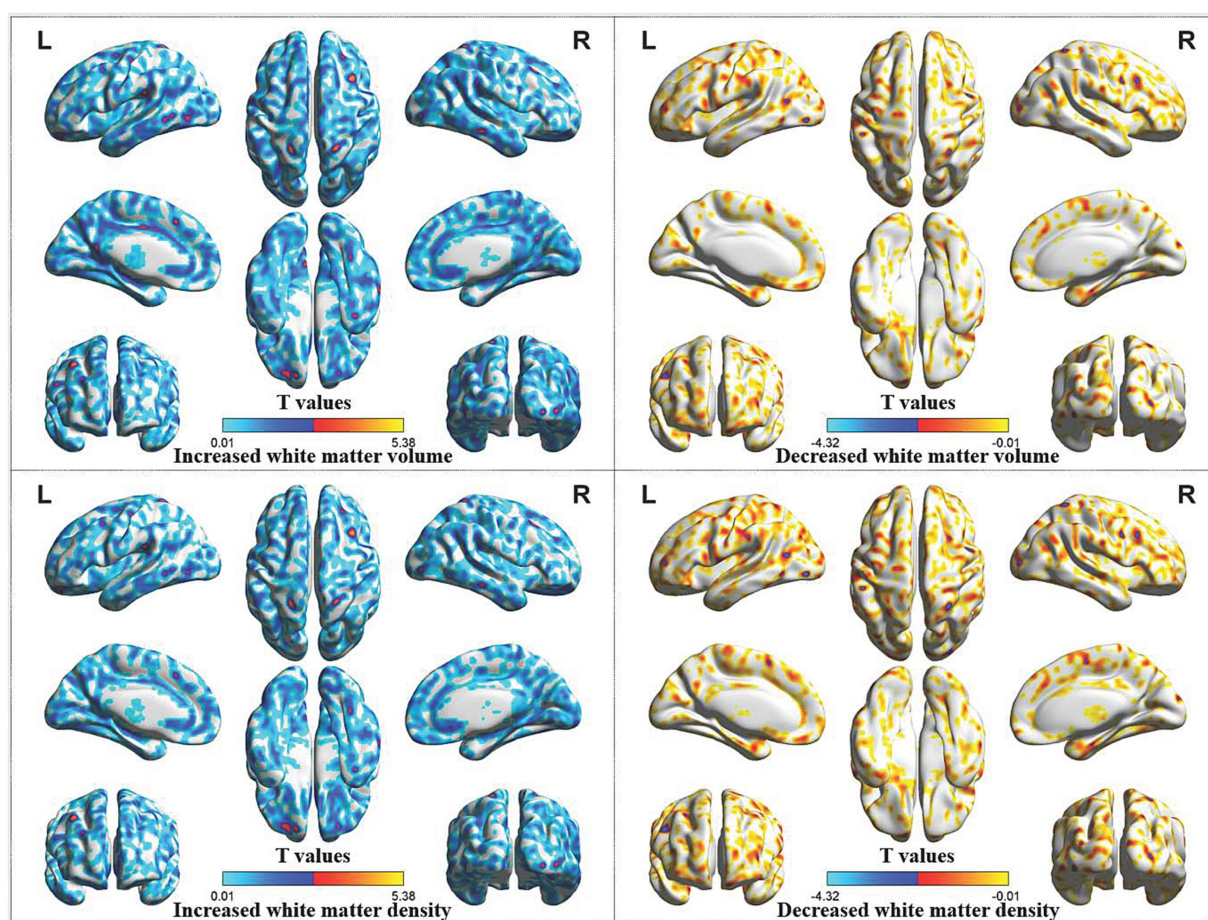 L R
L R
T values
0.01 5.38
Increased white matter volume
T values
-4.32 -0.01
Decreased white matter volume
L R
L R
T values
0.01 5.38
Increased white matter density
T values
-4.32 -0.01
Decreased white matter density